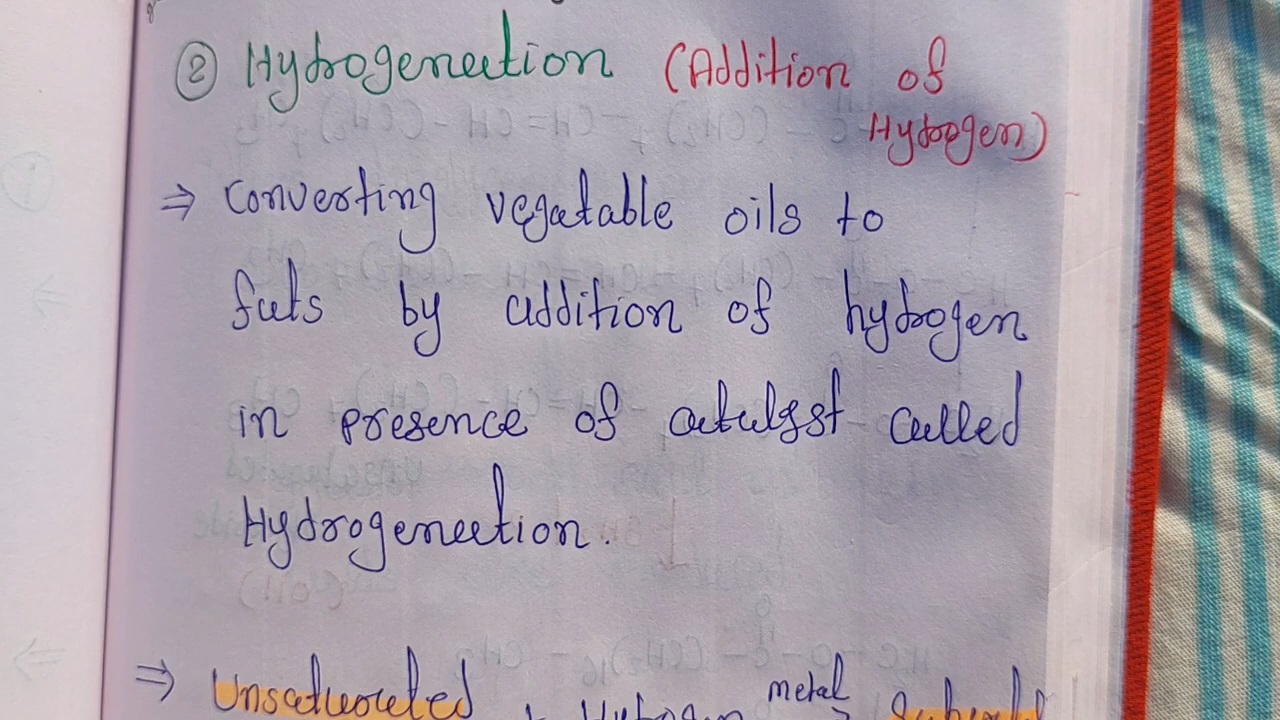 ② Hydrogenation (Addition of
Hydrogen)
⇒ Converting vegatable oils to
fats by addition of hydrogen
in presence of catalyst called
Hydrogenation.
⇒ Unsaturated + Hydrogen metal →